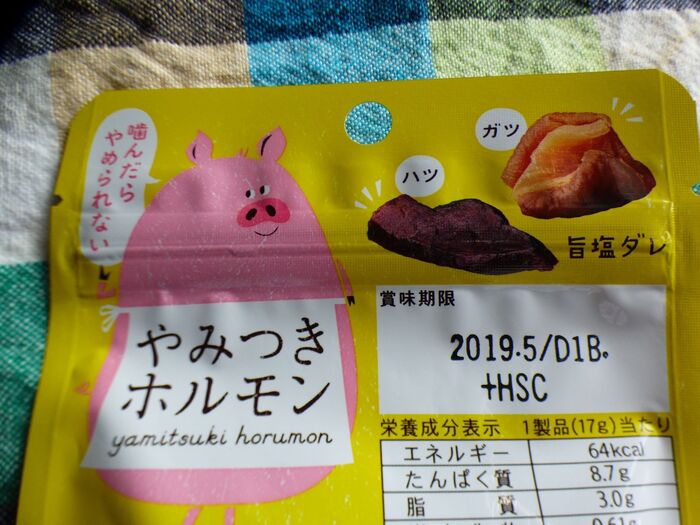 噛んだら
やめられない
ガツ
ハツ
旨塩ダレ
賞味期限
2019.5/D1B.
+HSC
やみつき
ホルモン
yamitsuki horumon
栄養成分表示 1製品(17g)当たり
エネルギー 64kcal
たんぱく質 8.7g
脂質 3.0g
0.61g